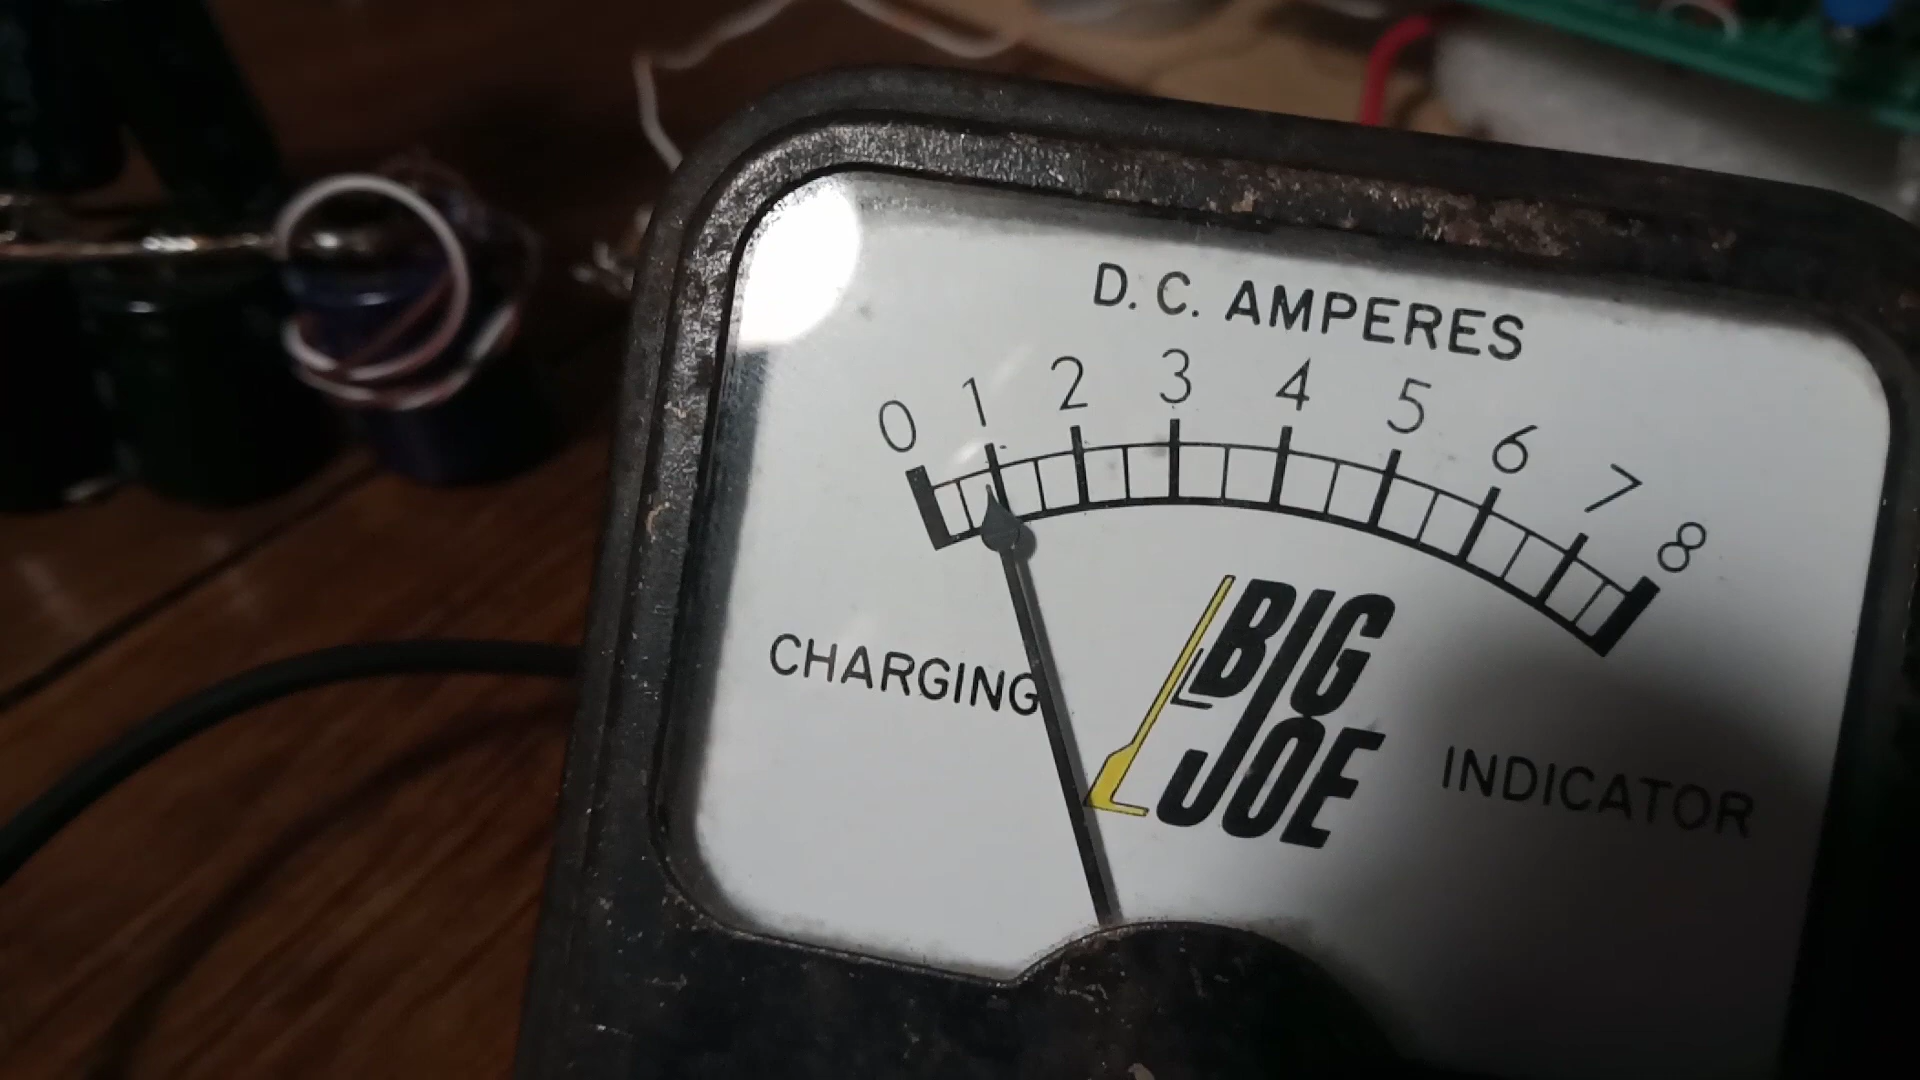 D.C. AMPERES
0 1 2 3 4 5 6 7 8
BIG
JOE
CHARGING INDICATOR